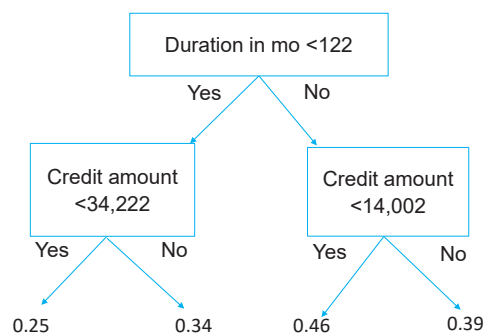 Duration in mo <122
Yes
No
Credit amount
<34,222
Credit amount
<14,002
Yes
No
Yes
No
0.25
0.34
0.46
0.39